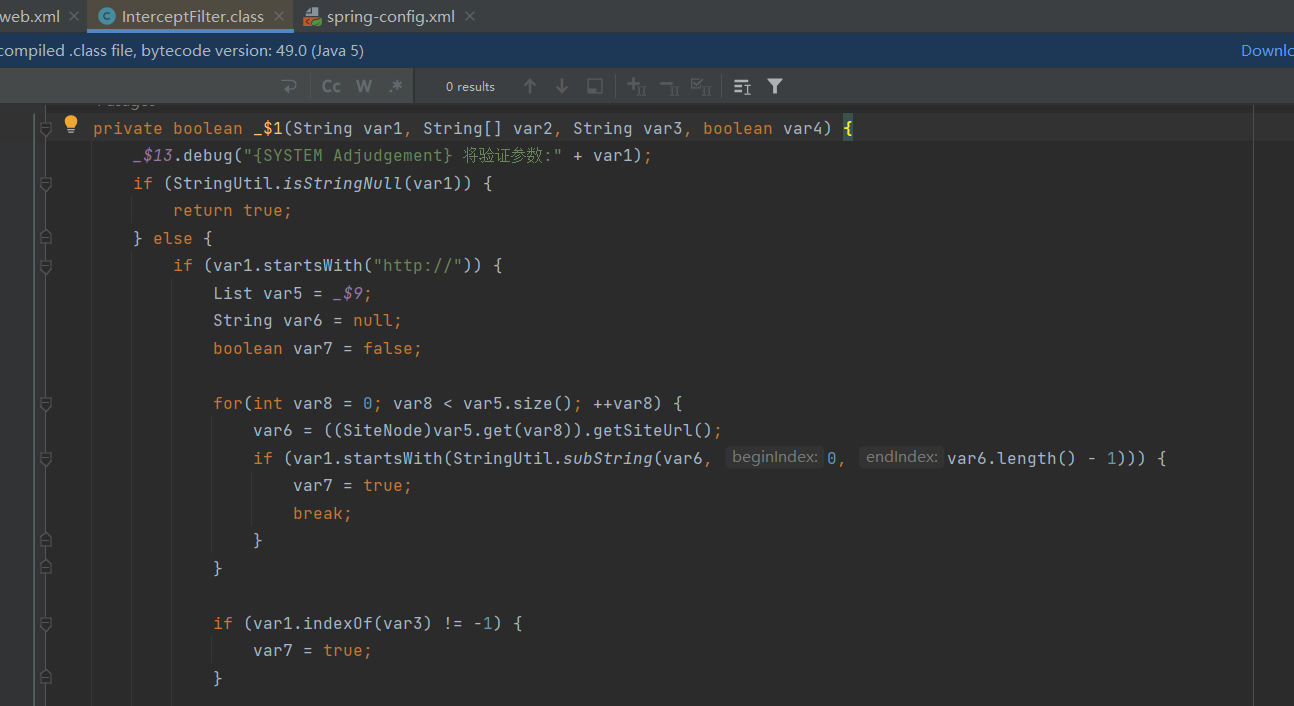 web.xml InterceptFilter.class spring-config.xml
compiled .class file, bytecode version: 49.0 (Java 5) Downlo
Cc W .* 0 results
private boolean _$1(String var1, String[] var2, String var3, boolean var4) {
_$13.debug("{SYSTEM Adjudgement} 将验证参数:" + var1);
if (StringUtil.isStringNull(var1)) {
return true;
} else {
if (var1.startsWith("http://")) {
List var5 = _$9;
String var6 = null;
boolean var7 = false;
for(int var8 = 0; var8 < var5.size(); ++var8) {
var6 = ((SiteNode)var5.get(var8)).getSiteUrl();
if (var1.startsWith(StringUtil.subString(var6, beginIndex: 0, endIndex: var6.length() - 1))) {
var7 = true;
break;
}
}
if (var1.indexOf(var3) != -1) {
var7 = true;
}